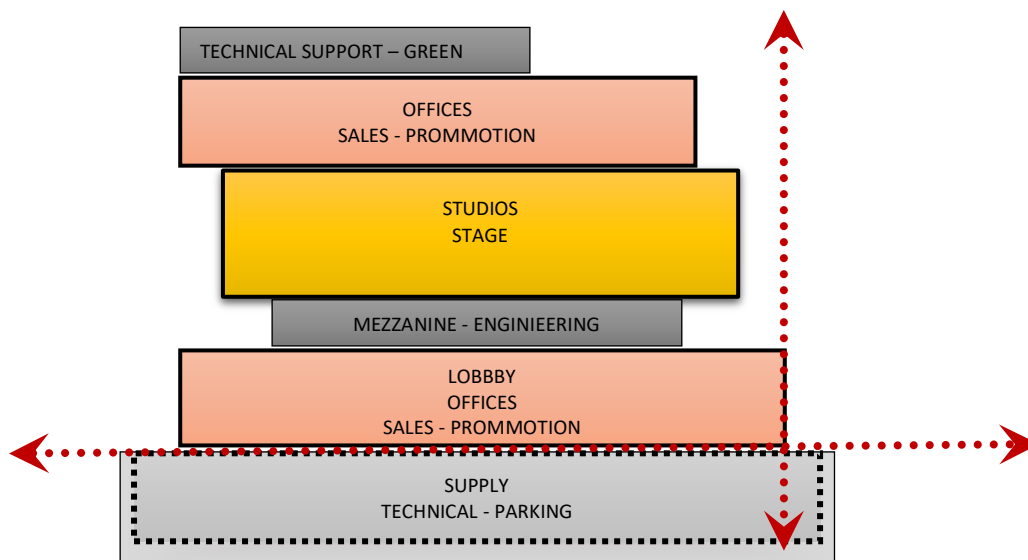 TECHNICAL SUPPORT – GREEN
OFFICES
SALES - PROMMOTION
STUDIOS
STAGE
MEZZANINE - ENGINIEERING
LOBBBY
OFFICES
SALES - PROMMOTION
SUPPLY
TECHNICAL - PARKING